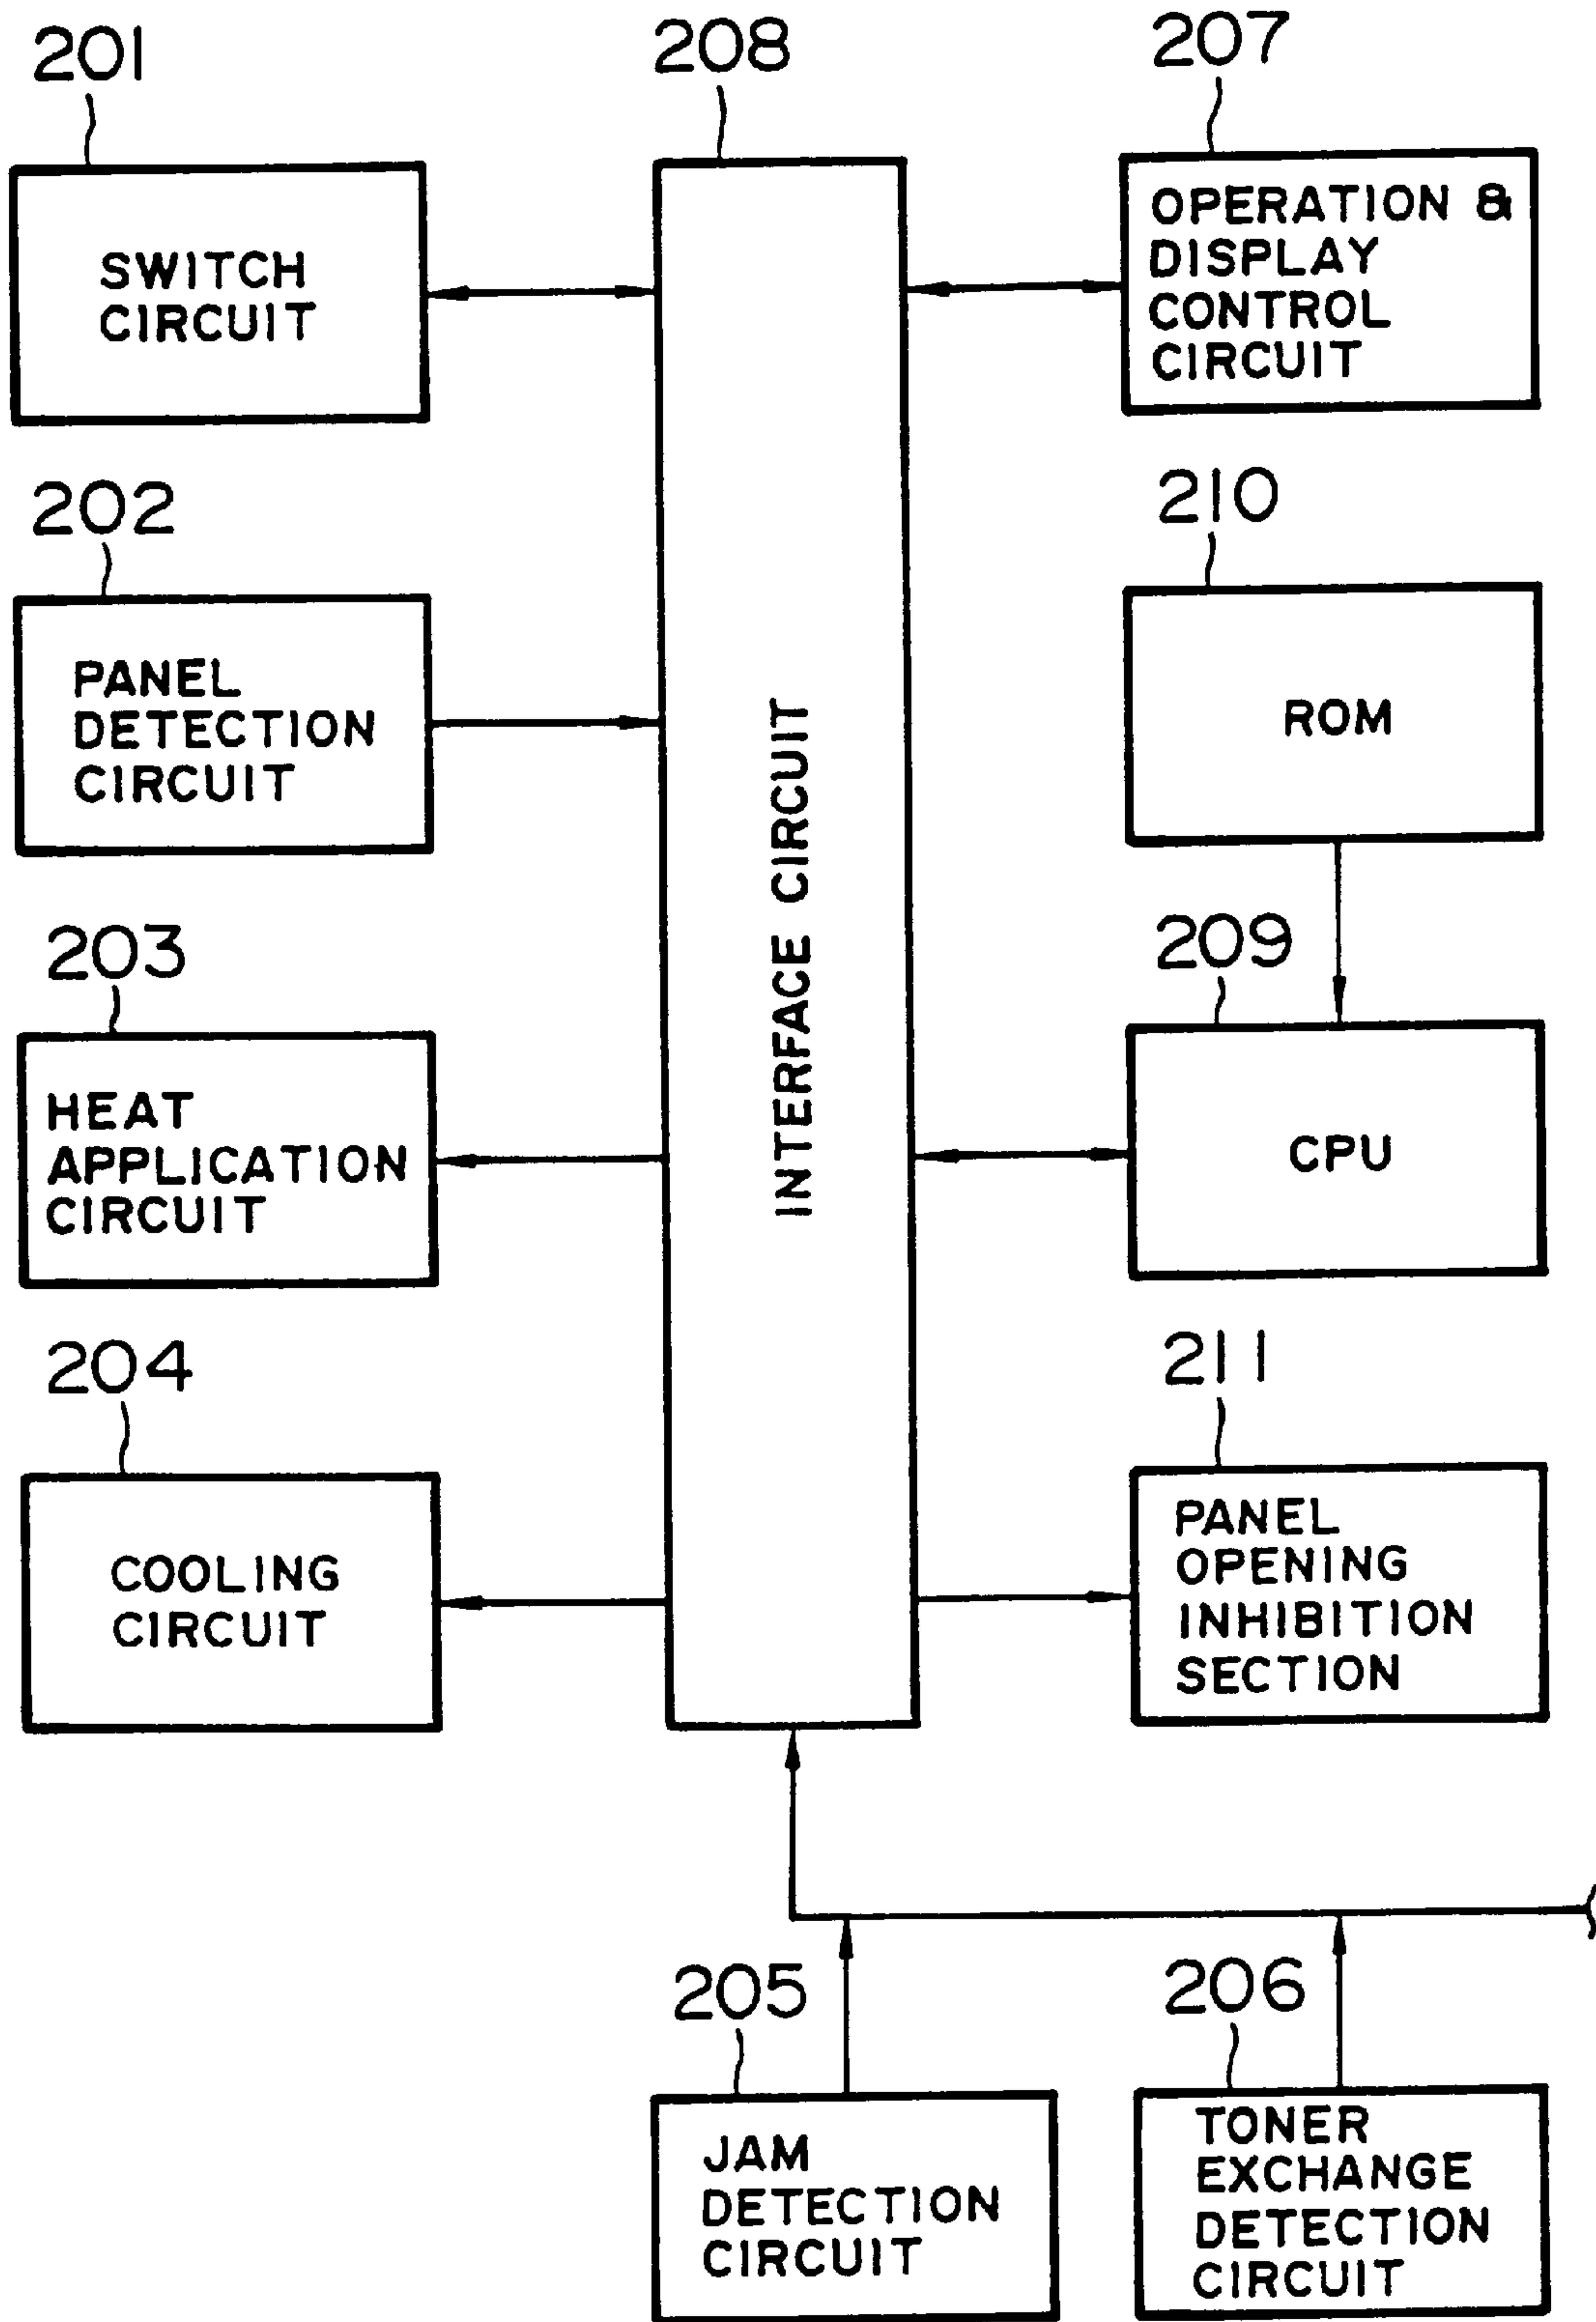 201
SWITCH
CIRCUIT
202
PANEL
DETECTION
CIRCUIT
203
HEAT
APPLICATION
CIRCUIT
204
COOLING
CIRCUIT
208
INTERFACE CIRCUIT
207
OPERATION &
DISPLAY
CONTROL
CIRCUIT
210
ROM
209
CPU
211
PANEL
OPENING
INHIBITION
SECTION
205
JAM
DETECTION
CIRCUIT
206
TONER
EXCHANGE
DETECTION
CIRCUIT